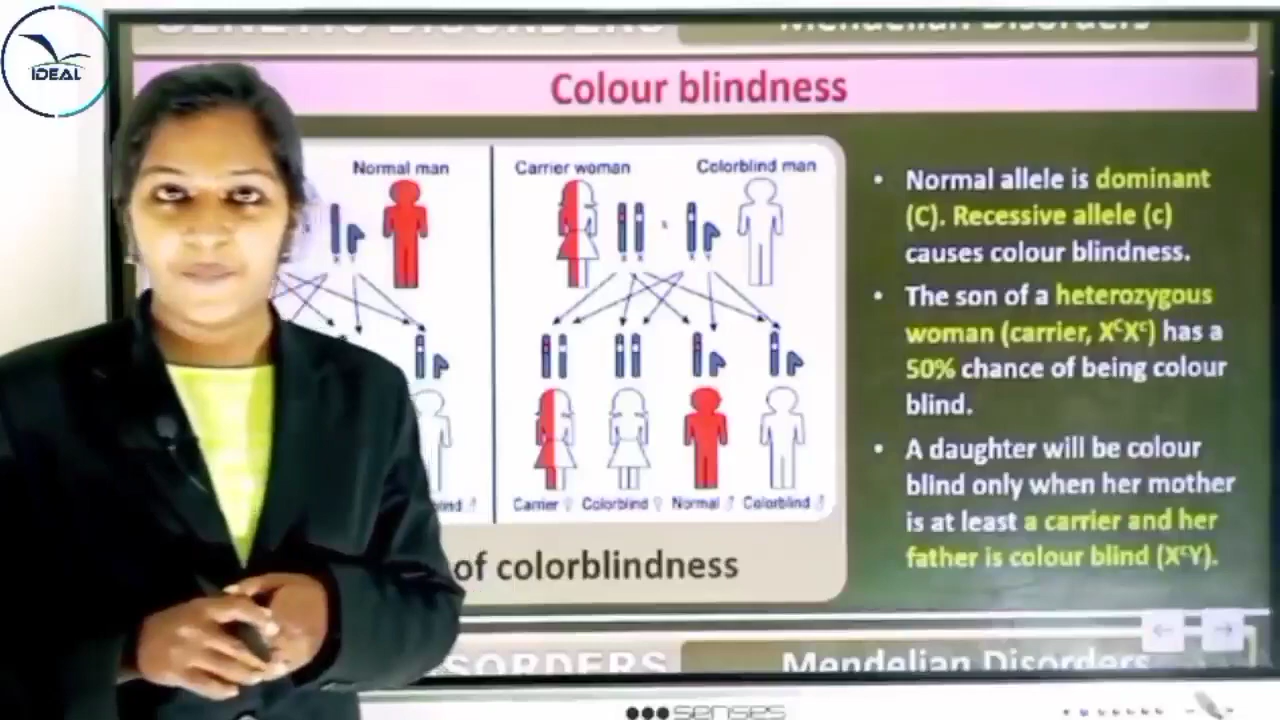 IDEAL
GENETIC DISORDERS
Mendelian Disorders
Colour blindness
Normal man
Carrier woman
Colorblind man
Carrier ♀ Colorblind ♀ Normal ♂ Colorblind ♂
of colorblindness
• Normal allele is dominant
(C). Recessive allele (c)
causes colour blindness.
• The son of a heterozygous
woman (carrier, XᶜXᶜ) has a
50% chance of being colour
blind.
• A daughter will be colour
blind only when her mother
is at least a carrier and her
father is colour blind (XᶜY).
SORDERS
Mendelian Disorders
senses